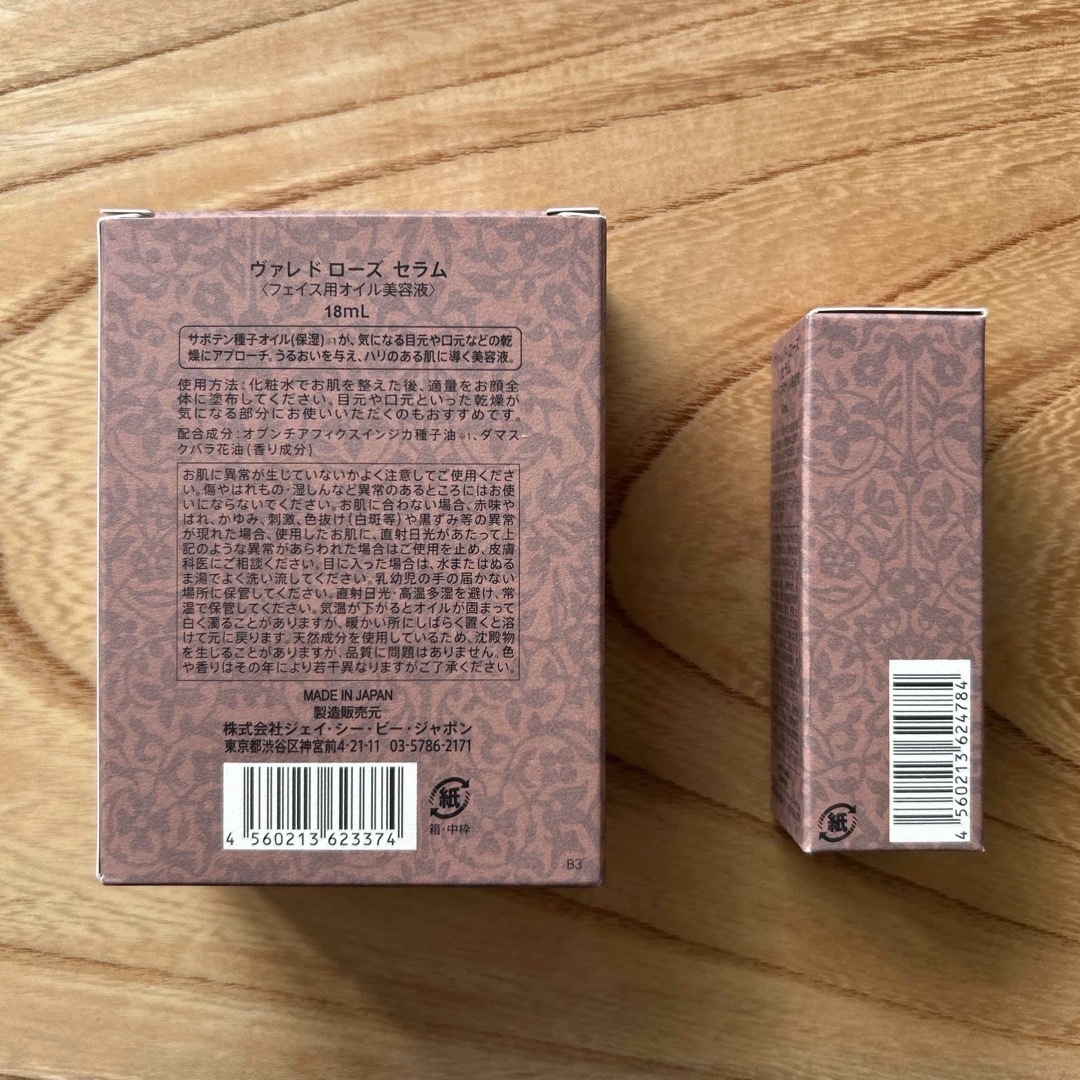 ヴァレド ローズ セラム
〈フェイス用オイル美容液〉
18mL
サボテン種子オイル(保湿)※1が、気になる目元や口元などの乾
燥にアプローチ。うるおいを与え、ハリのある肌に導く美容液。
使用方法：化粧水でお肌を整えた後、適量をお顔全
体に塗布してください。目元や口元といった乾燥が
気になる部分にお使いいただくのもおすすめです。
配合成分：オプンチアフィクスインジカ種子油※1、ダマス
クバラ花油(香り成分)
お肌に異常が生じていないかよく注意してご使用くださ
い。傷やはれもの・湿しんなど異常のあるところにはお使
いにならないでください。お肌に合わない場合、赤味や
はれ、かゆみ、刺激、色抜け(白斑等)や黒ずみ等の異常
が現れた場合、使用したお肌に、直射日光があたって上
記のような異常があらわれた場合はご使用を止め、皮膚
科医にご相談ください。目に入った場合は、水またはぬる
ま湯でよく洗い流してください。乳幼児の手の届かない
場所に保管してください。直射日光・高温多湿を避け、常
温で保管してください。気温が下がるとオイルが固まって
白く濁ることがありますが、暖かい所にしばらく置くと溶
けて元に戻ります。天然成分を使用しているため、沈殿物
を生じることがありますが、品質に問題はありません。色
や香りはその年により若干異なりますがご了承ください。
MADE IN JAPAN
製造販売元
株式会社ジェイ・シー・ビー・ジャポン
東京都渋谷区神宮前4-21-11 03-5786-2171
4 560213 623374
紙
箱・中枠
B3
紙
4 560213 624784